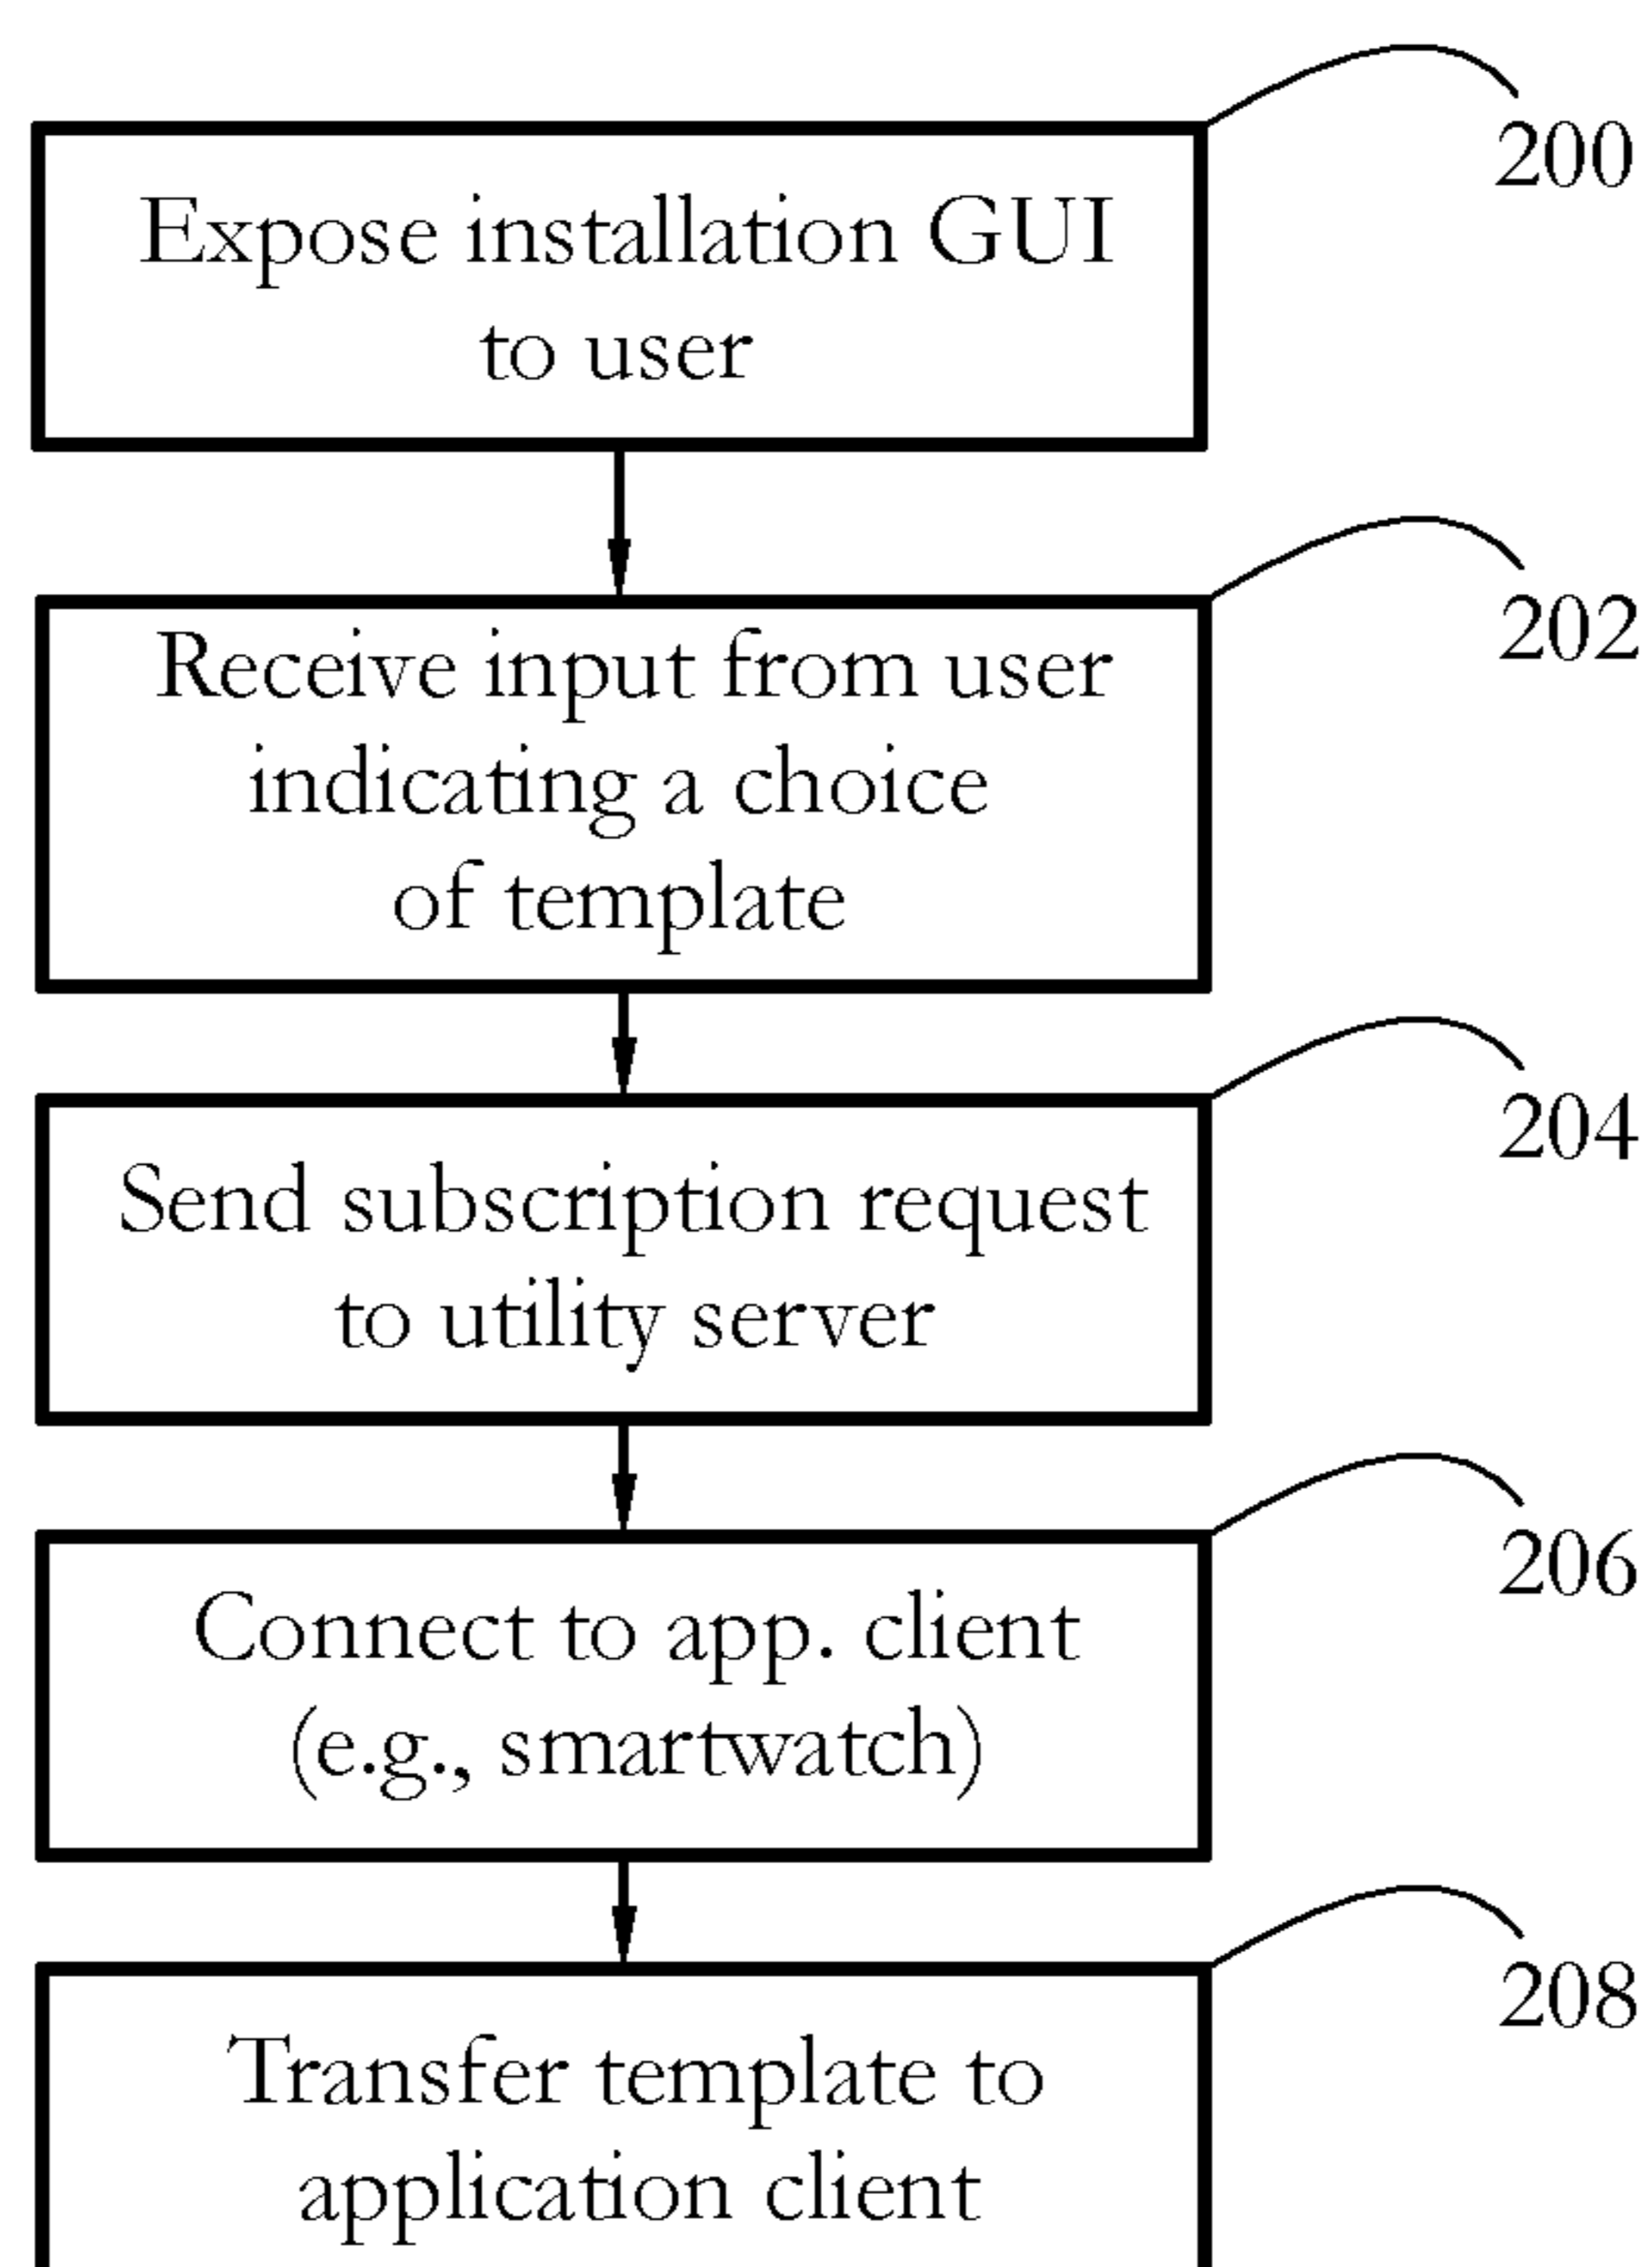 200
Expose installation GUI
to user
202
Receive input from user
indicating a choice
of template
204
Send subscription request
to utility server
206
Connect to app. client
(e.g., smartwatch)
208
Transfer template to
application client